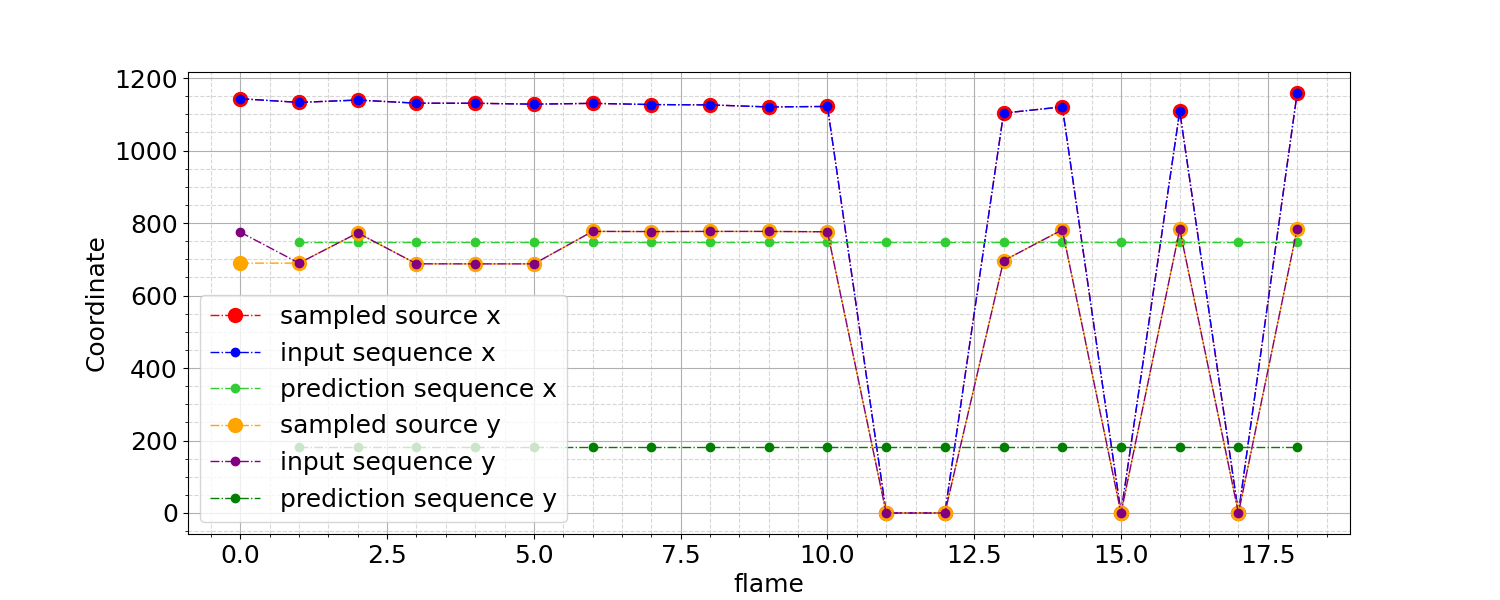 1200
1000
800
600
400
200
0
Coordinate
sampled source x
input sequence x
prediction sequence x
sampled source y
input sequence y
prediction sequence y
0.0 2.5 5.0 7.5 10.0 12.5 15.0 17.5
flame